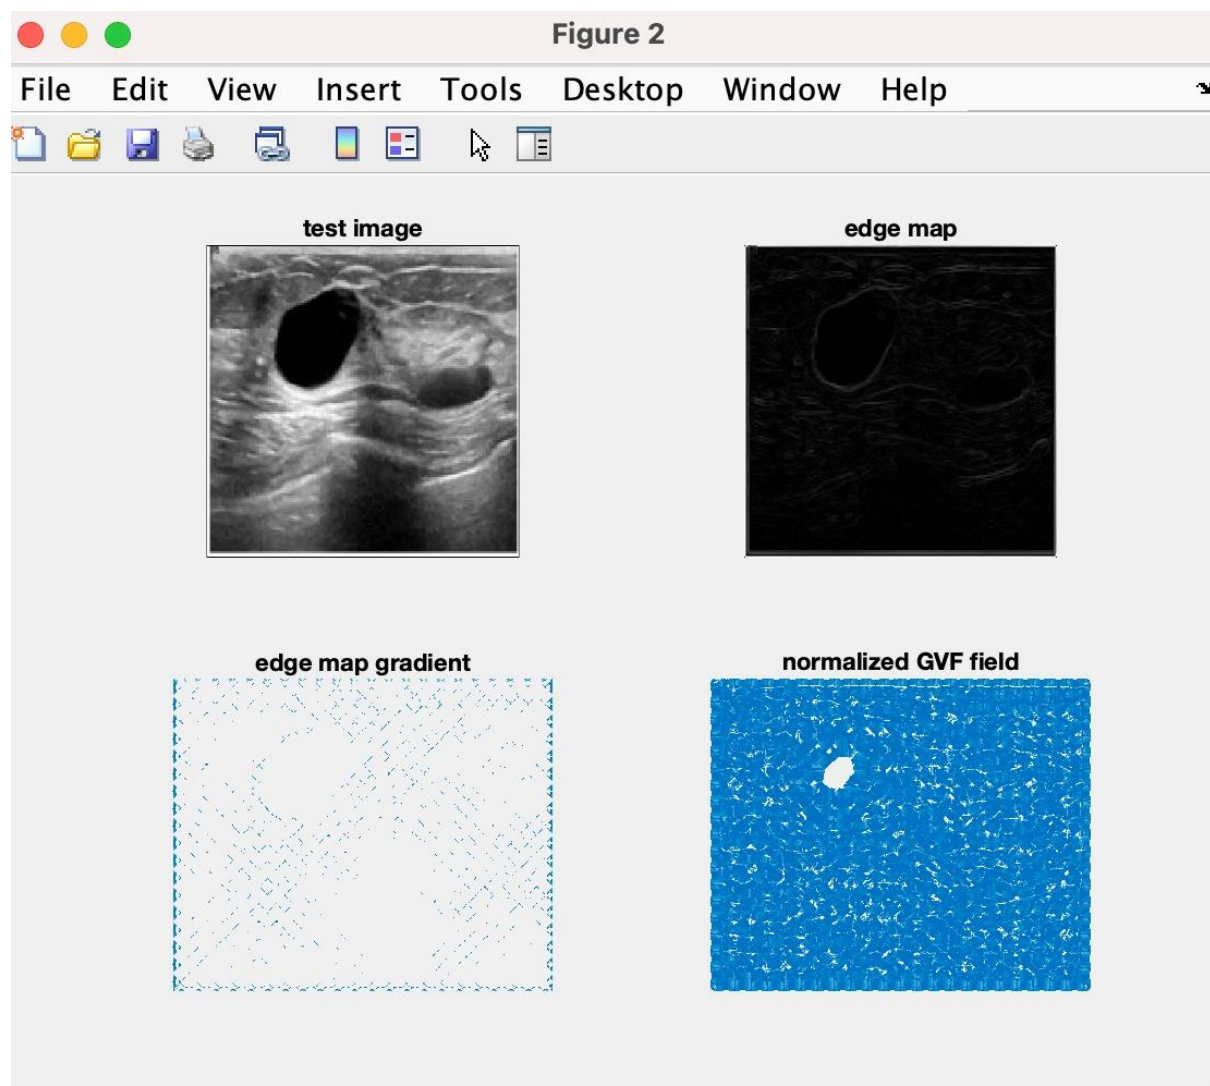 Figure 2
File Edit View Insert Tools Desktop Window Help
test image
edge map
edge map gradient
normalized GVF field